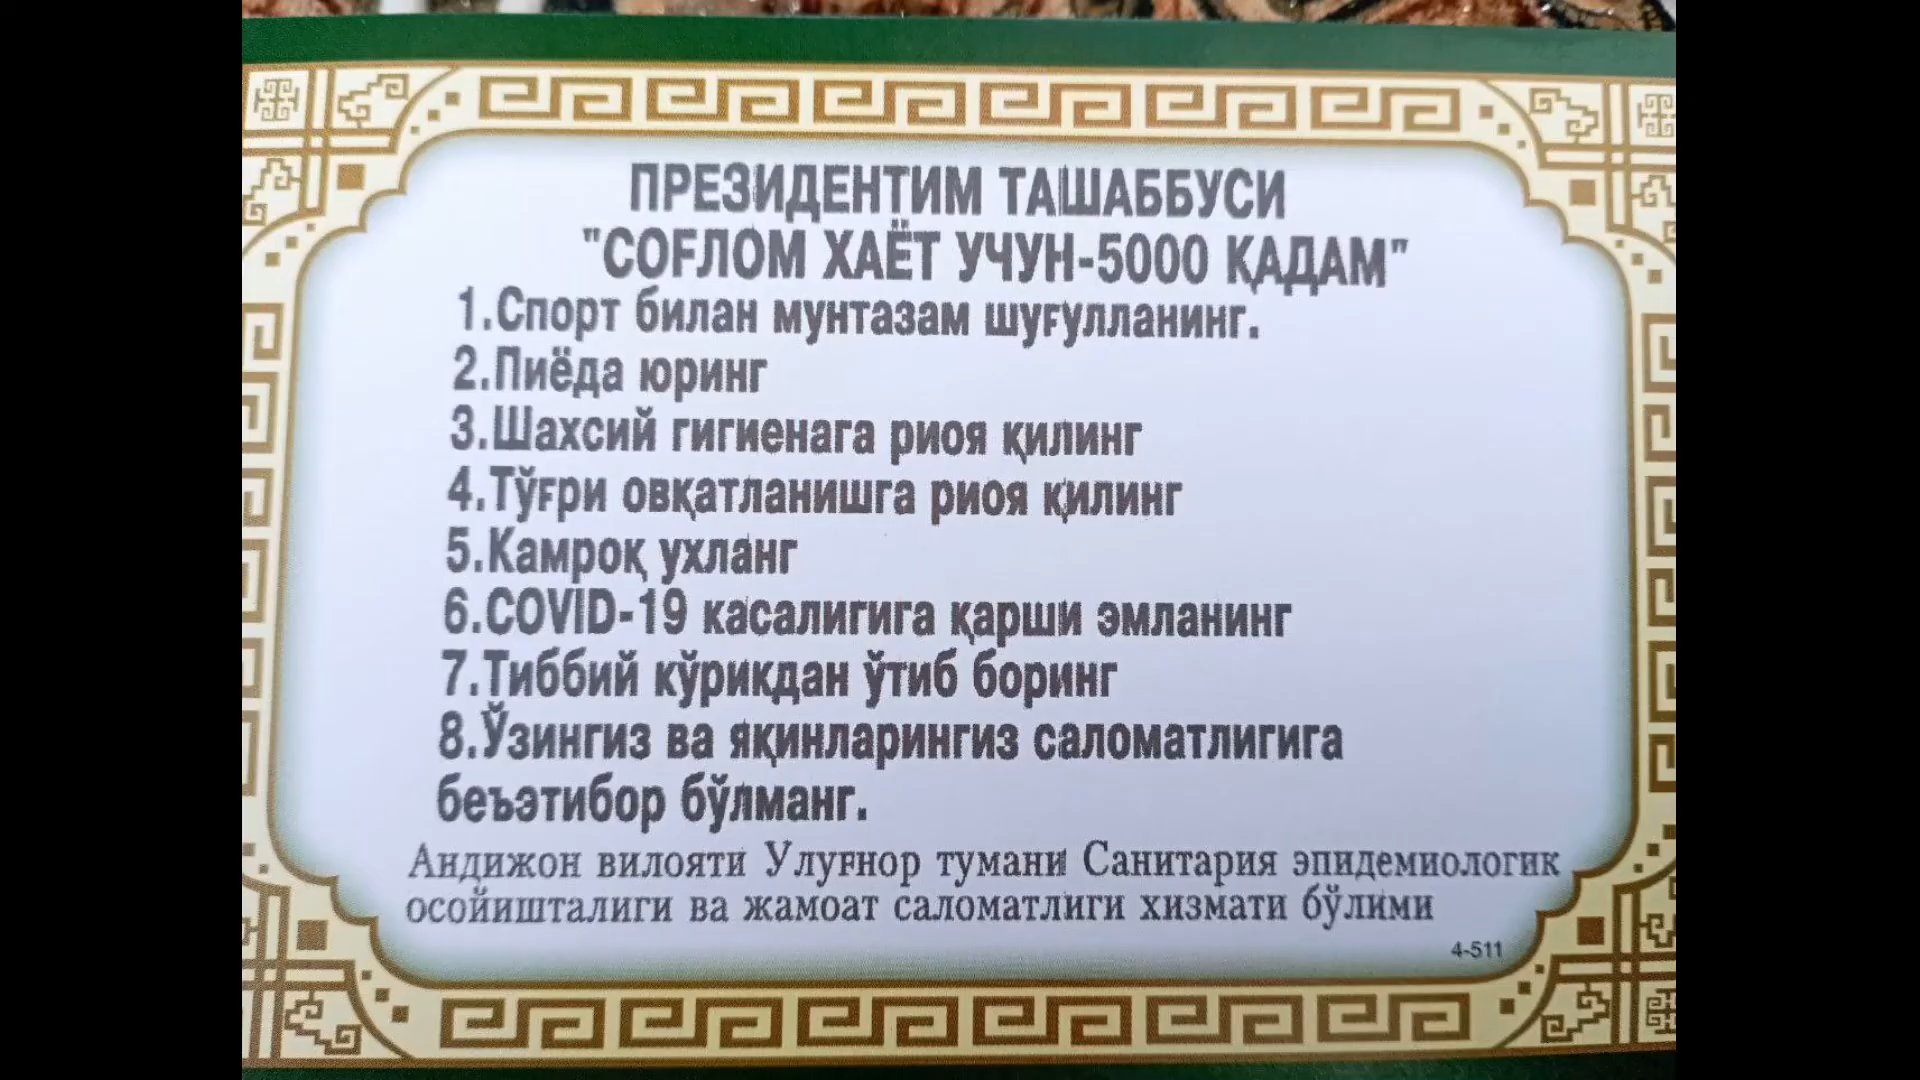 ПРЕЗИДЕНТИМ ТАШАББУСИ
"СОҒЛОМ ХАЁТ УЧУН-5000 ҚАДАМ"
1.Спорт билан мунтазам шуғулланинг.
2.Пиёда юринг
3.Шахсий гигиенага риоя қилинг
4.Тўғри овқатланишга риоя қилинг
5.Камроқ ухланг
6.COVID-19 касалигига қарши эмланинг
7.Тиббий кўрикдан ўтиб боринг
8.Ўзингиз ва яқинларингиз саломатлигига
беъэтибор бўлманг.
Андижон вилояти Улуғнор тумани Санитария эпидемиологик
осойишталиги ва жамоат саломатлиги хизмати бўлими
4-511